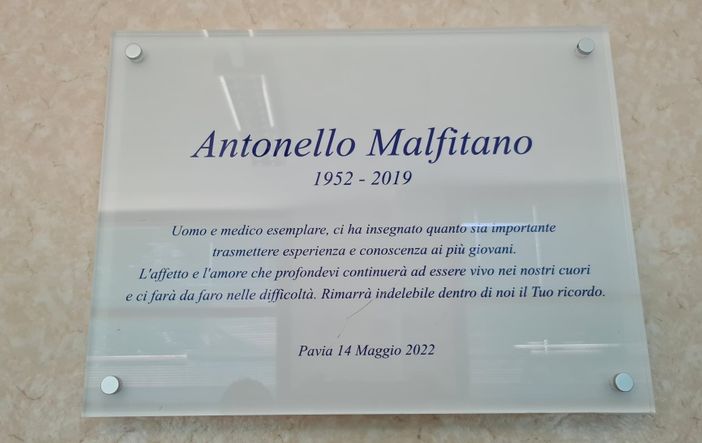 Antonello Malfitano
1952 - 2019
Uomo e medico esemplare, ci ha insegnato quanto sia importante
trasmettere esperienza e conoscenza ai più giovani.
L'affetto e l'amore che profondevi continuerà ad essere vivo nei nostri cuori
e ci farà da faro nelle difficoltà. Rimarrà indelebile dentro di noi il Tuo ricordo.
Pavia 14 Maggio 2022